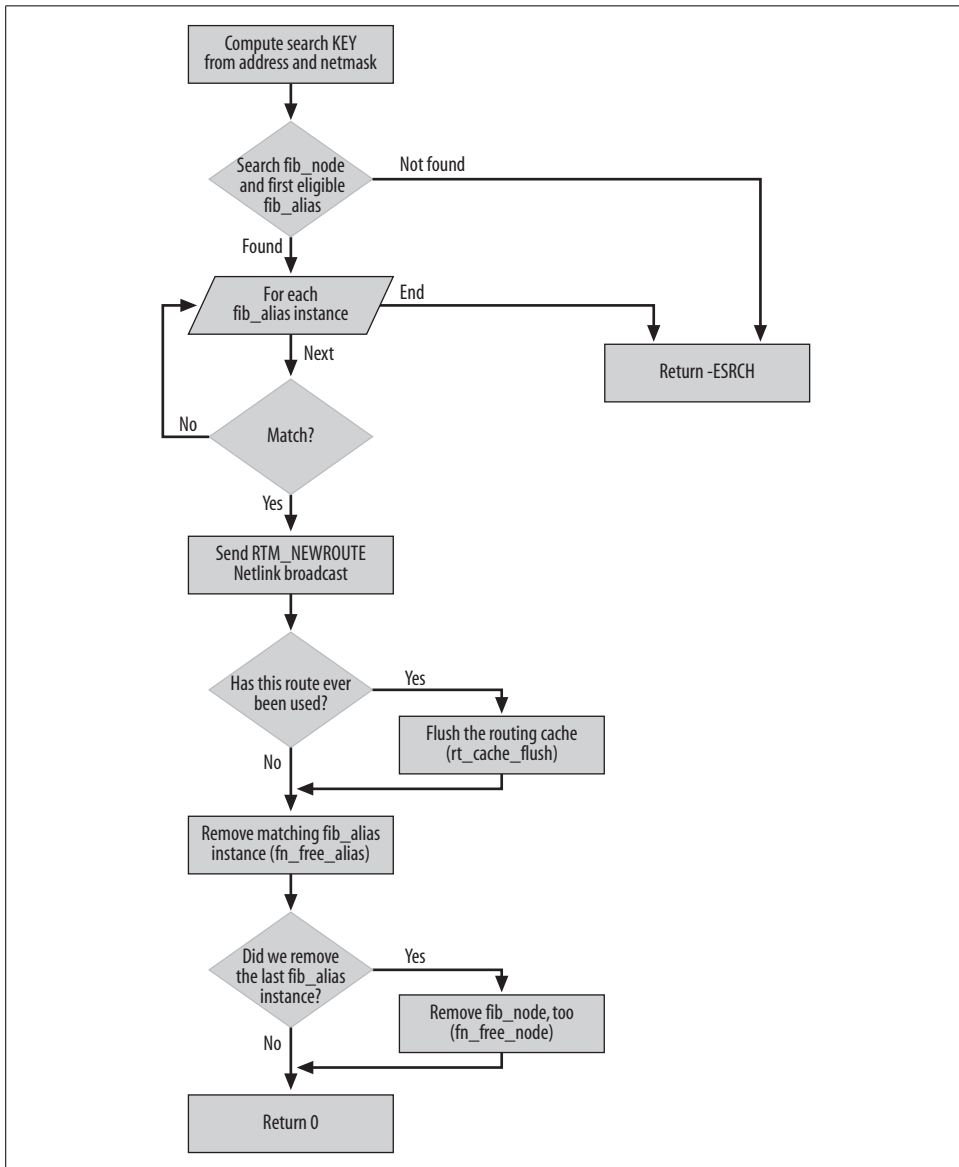 Compute search KEY
from address and netmask
Search fib_node
and first eligible
fib_alias
Not found
Found
For each
fib_alias instance
End
Next
Return -ESRCH
Match?
No
Yes
Send RTM_NEWROUTE
Netlink broadcast
Has this route ever
been used?
Yes
Flush the routing cache
(rt_cache_flush)
No
Remove matching fib_alias
instance (fn_free_alias)
Did we remove
the last fib_alias
instance?
Yes
Remove fib_node, too
(fn_free_node)
No
Return 0